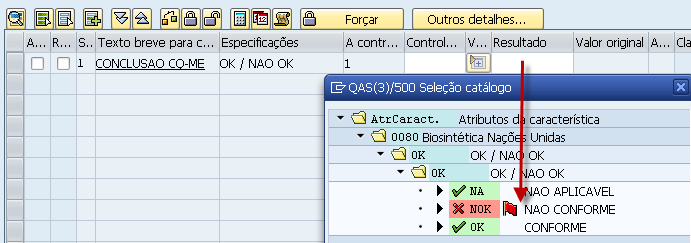 Forçar Outros detalhes...
A... R... S.. Texto breve para c... Especificações A contr... Control... V... Resultado Valor original A... Cla
1 CONCLUSAO CQ-ME OK / NAO OK 1
QAS(3)/500 Seleção catálogo
AtrCaract. Atributos da característica
0080 Biosintética Nações Unidas
OK OK / NAO OK
OK OK / NAO OK
NA NAO APLICAVEL
NOK NAO CONFORME
OK CONFORME